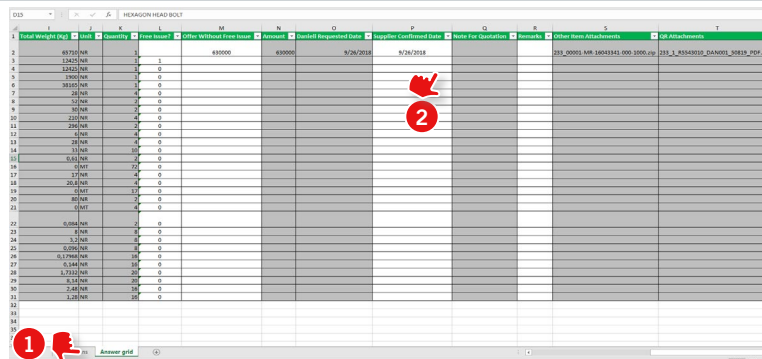 D15 HEXAGON HEAD BOLT
I J K L M N O P Q R S T
1 Total Weight (Kg) Unit Quantity Free Issue? Offer Without Free Issue Amount Danieli Requested Date Supplier Confirmed Date Note For Quotation Remarks Other Item Attachments QR Attachments
2 65710 NR 1 630000 630000 9/26/2018 9/26/2018 233_00001-MR-16043341-000-1000.zip 233_1_R5543010_DAN001_30819_PDF.
3 12425 NR 1 1
4 12425 NR 1 0
5 1900 NR 1 0
6 38165 NR 1 0
7 28 NR 4 0
8 52 NR 2 0
9 30 NR 2 0
10 210 NR 4 0
11 296 NR 2 0
12 6 NR 4 0
13 28 NR 4 0
14 33 NR 10 0
15 0,61 NR 2 0
16 0 MT 72 0
17 17 NR 4 0
18 20,8 NR 4 0
19 0 MT 17 0
20 80 NR 2 0
21 0 MT 4 0
22 0,084 NR 2 0
23 8 NR 8 0
24 3,2 NR 8 0
25 0,096 NR 8 0
26 0,17968 NR 16 0
27 0,144 NR 16 0
28 1,7332 NR 20 0
29 8,34 NR 20 0
30 2,48 NR 16 0
31 1,28 NR 16 0
32
33
34
35
2
1
ns Answer grid